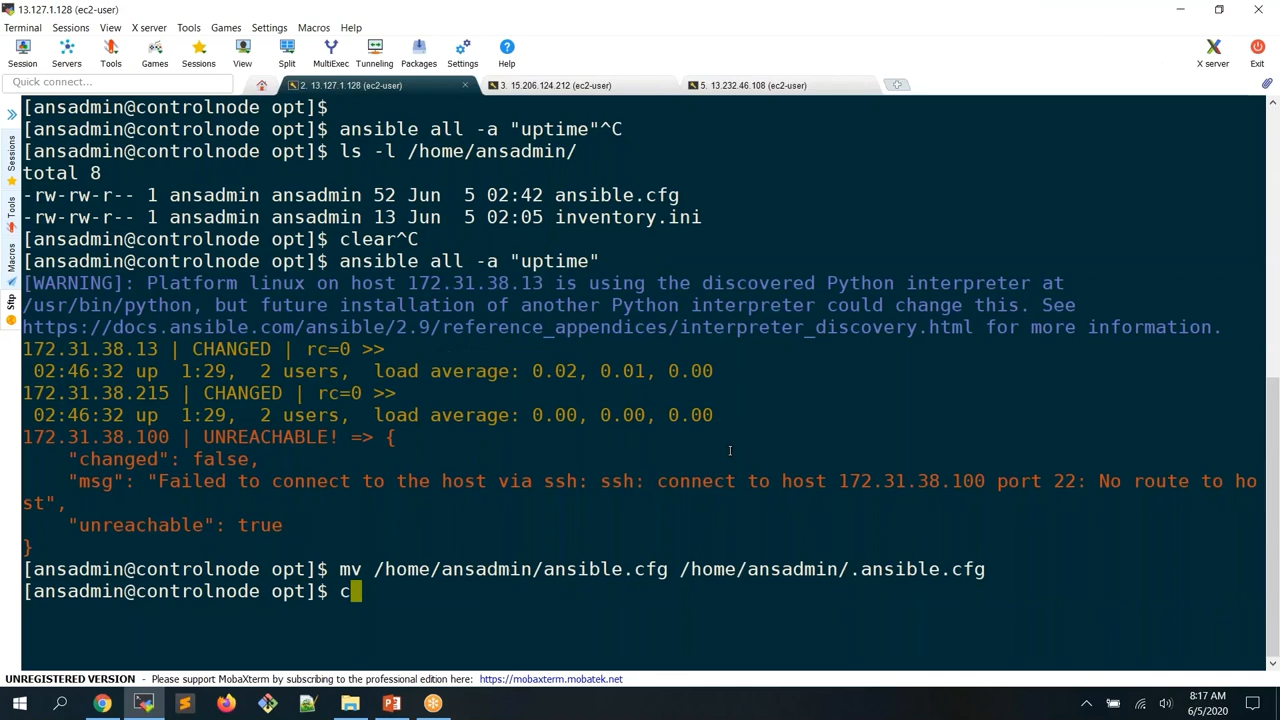 13.127.1.128 (ec2-user)
Terminal Sessions View X server Tools Games Settings Macros Help
Session Servers Tools Games Sessions View Split MultiExec Tunneling Packages Settings Help X server Exit
Quick connect... 2. 13.127.1.128 (ec2-user) 3. 15.206.124.212 (ec2-user) 5. 13.232.46.108 (ec2-user)
Sessions
Tools
Macros
Sftp
[ansadmin@controlnode opt]$
[ansadmin@controlnode opt]$ ansible all -a "uptime"^C
[ansadmin@controlnode opt]$ ls -l /home/ansadmin/
total 8
-rw-rw-r-- 1 ansadmin ansadmin 52 Jun  5 02:42 ansible.cfg
-rw-rw-r-- 1 ansadmin ansadmin 13 Jun  5 02:05 inventory.ini
[ansadmin@controlnode opt]$ clear^C
[ansadmin@controlnode opt]$ ansible all -a "uptime"
[WARNING]: Platform linux on host 172.31.38.13 is using the discovered Python interpreter at
/usr/bin/python, but future installation of another Python interpreter could change this. See
https://docs.ansible.com/ansible/2.9/reference_appendices/interpreter_discovery.html for more information.
172.31.38.13 | CHANGED | rc=0 >>
 02:46:32 up  1:29,  2 users,  load average: 0.02, 0.01, 0.00
172.31.38.215 | CHANGED | rc=0 >>
 02:46:32 up  1:29,  2 users,  load average: 0.00, 0.00, 0.00
172.31.38.100 | UNREACHABLE! => {
    "changed": false,
    "msg": "Failed to connect to the host via ssh: ssh: connect to host 172.31.38.100 port 22: No route to ho
st",
    "unreachable": true
}
[ansadmin@controlnode opt]$ mv /home/ansadmin/ansible.cfg /home/ansadmin/.ansible.cfg
[ansadmin@controlnode opt]$ c
UNREGISTERED VERSION - Please support MobaXterm by subscribing to the professional edition here: https://mobaxterm.mobatek.net
8:17 AM
6/5/2020